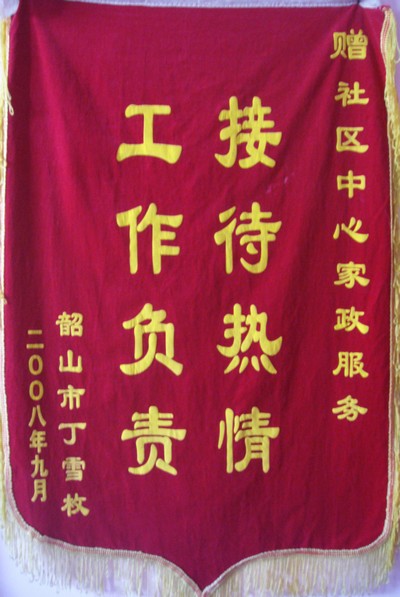 赠社区中心家政服务
接待热情
工作负责
韶山市丁雪枚
二〇〇八年九月